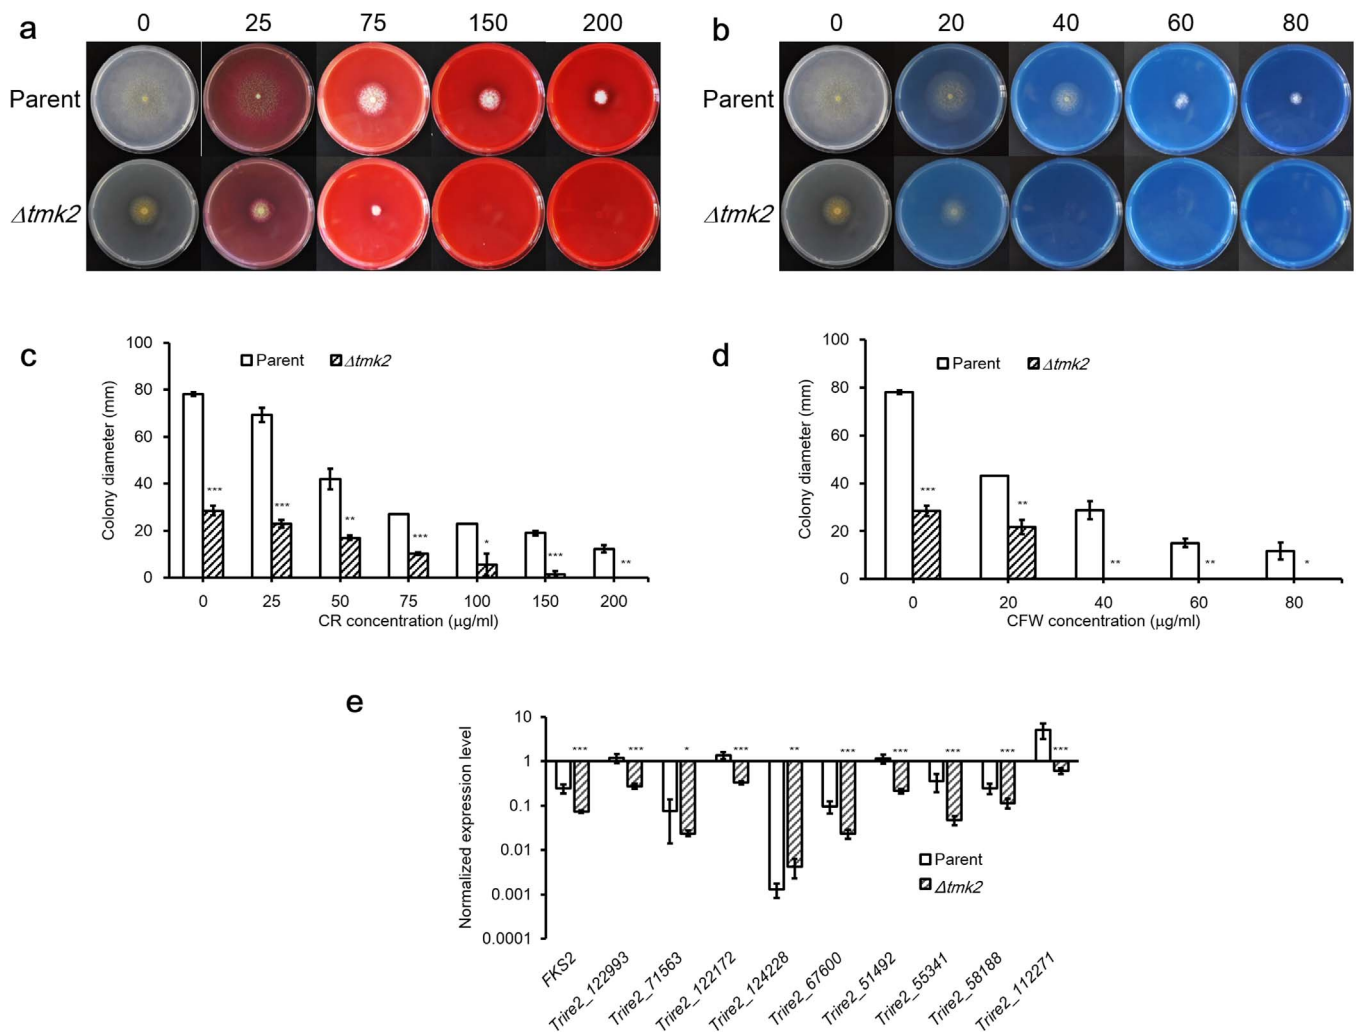 a
0 25 75 150 200
Parent
Δtmk2
b
0 20 40 60 80
Parent
Δtmk2
c
Colony diameter (mm)
100
80
60
40
20
0
Parent Δtmk2
*** *** ** *** * *** **
0 25 50 75 100 150 200
CR concentration (µg/ml)
d
Colony diameter (mm)
100
80
60
40
20
0
Parent Δtmk2
*** ** ** ** *
0 20 40 60 80
CFW concentration (µg/ml)
e
Normalized expression level
10
1
0.1
0.01
0.001
0.0001
*** *** * *** ** *** *** *** *** ***
Parent
Δtmk2
FKS2
Trire2_122993
Trire2_71563
Trire2_122172
Trire2_124228
Trire2_67600
Trire2_51492
Trire2_55341
Trire2_58188
Trire2_112271